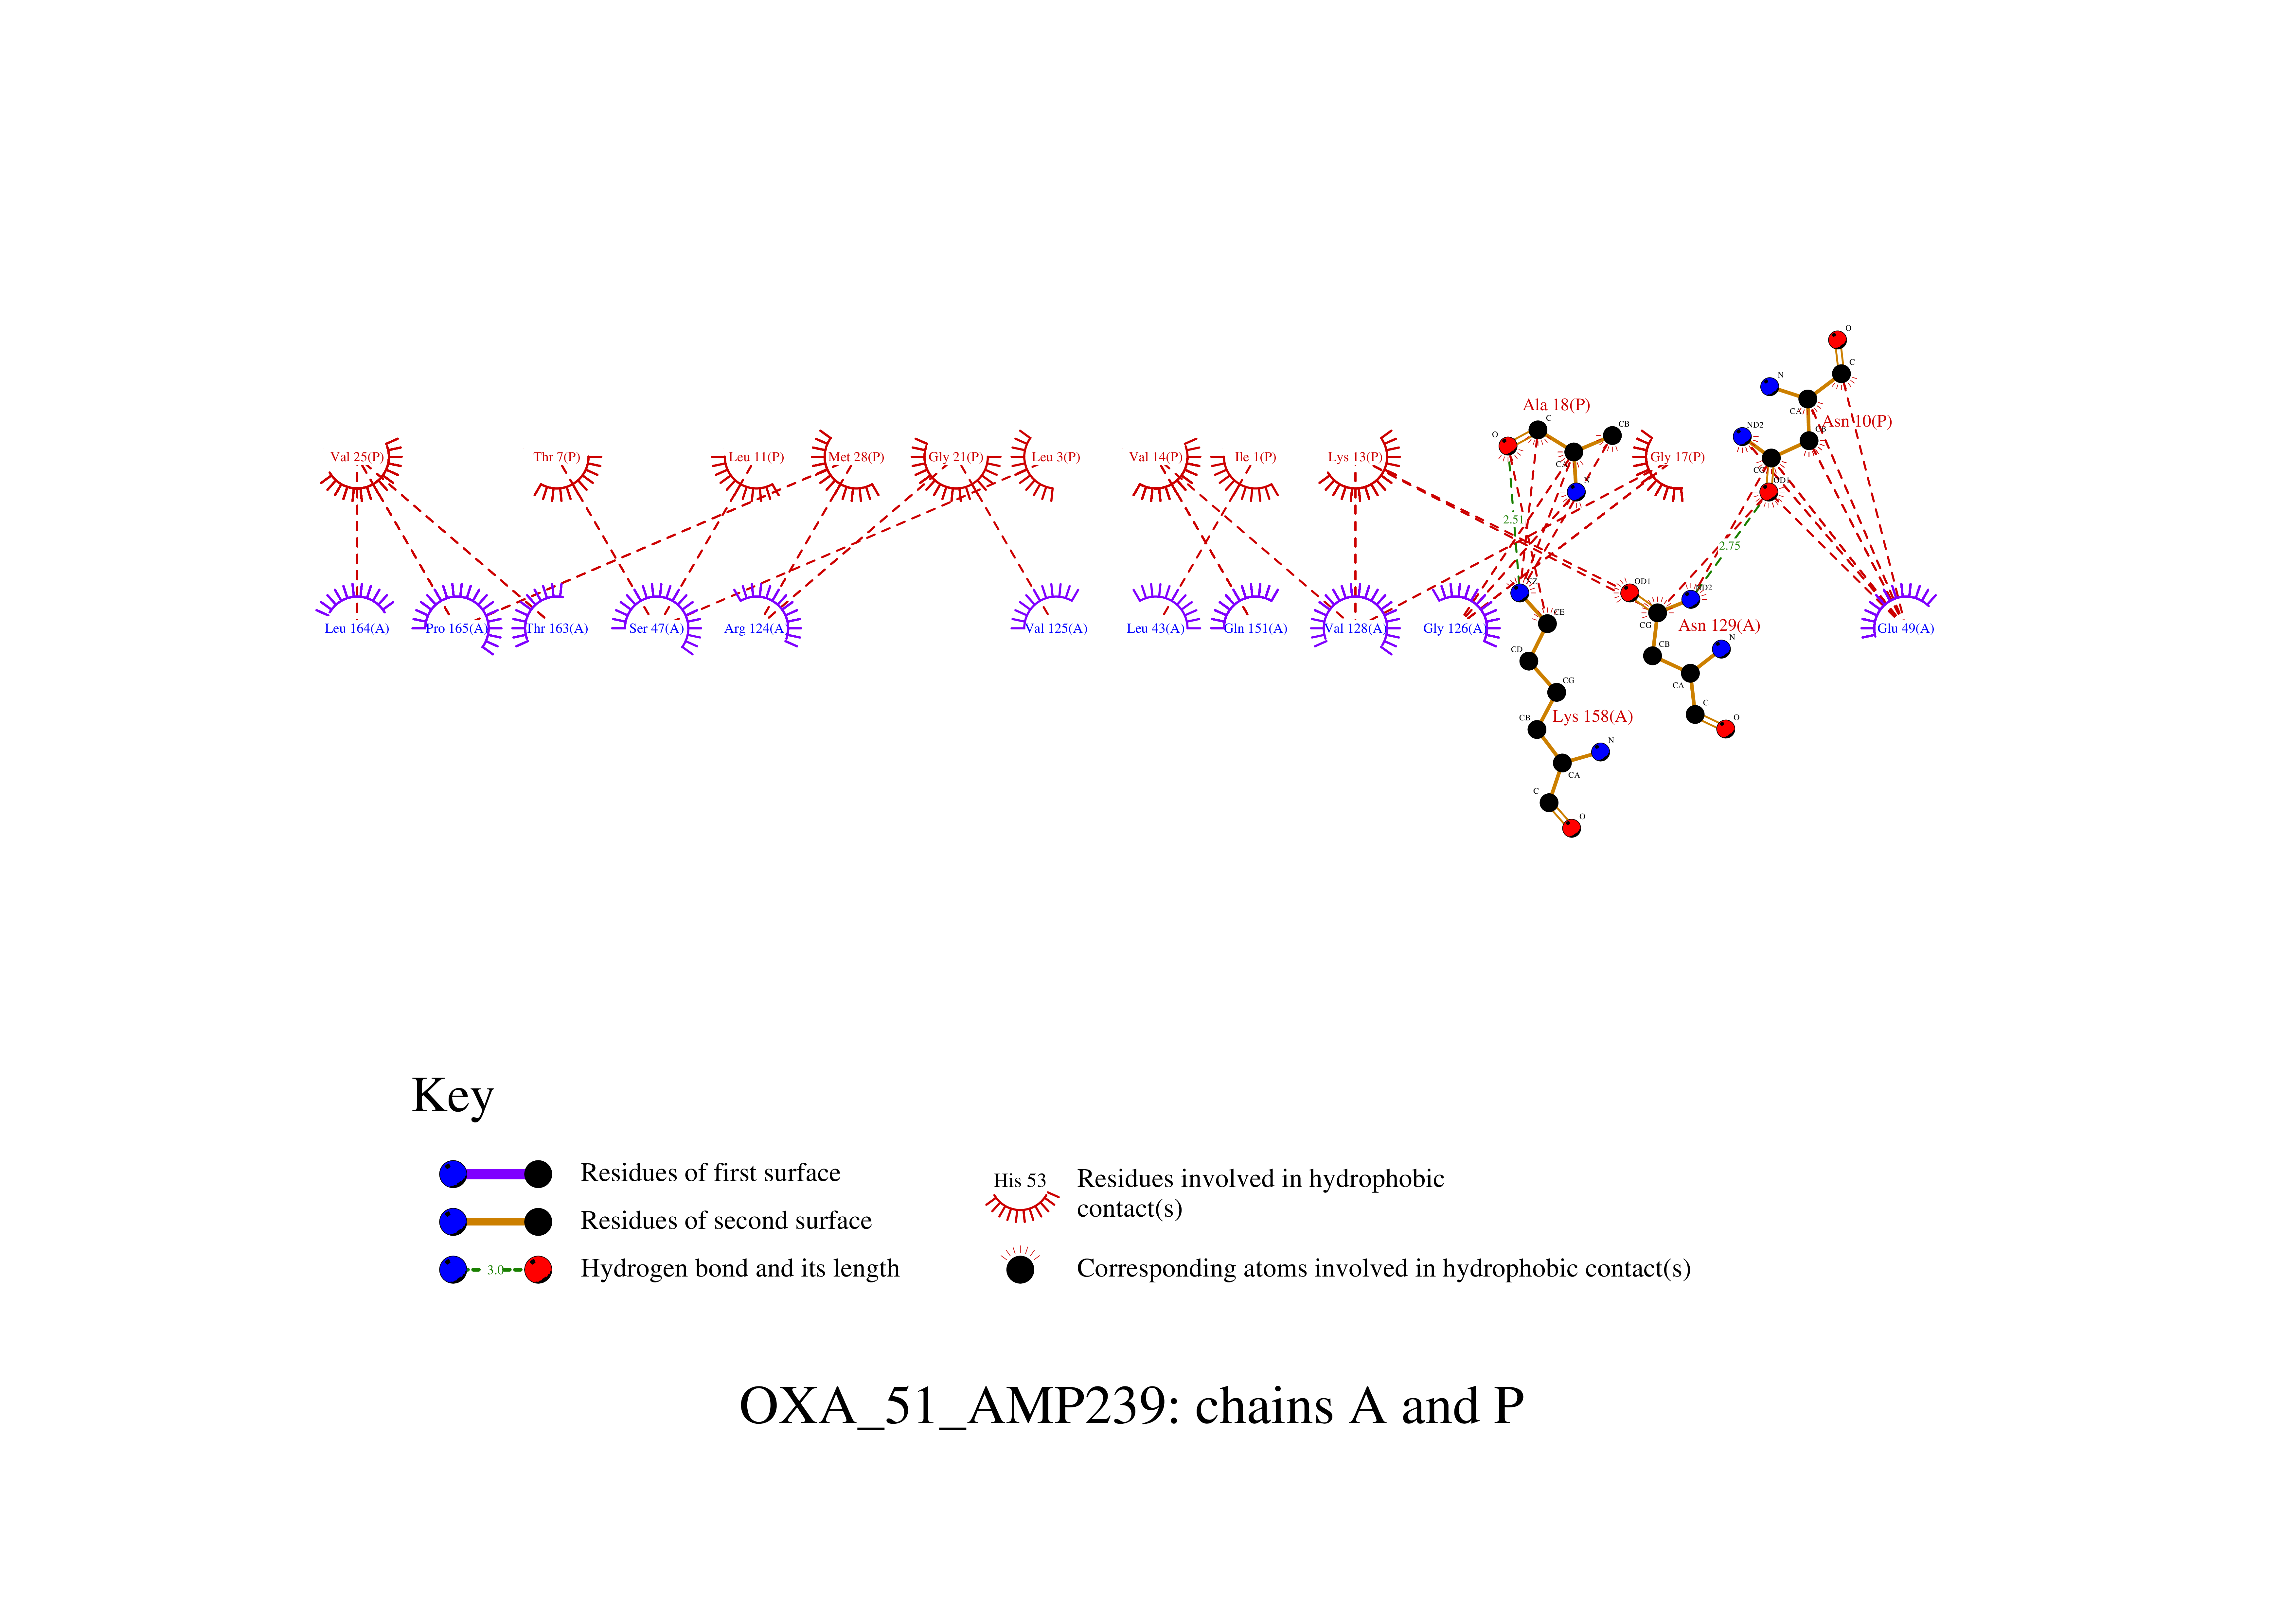 O
C
N
CA
Asn 10(P)
CB
ND2
CG
OD1
Ala 18(P)
C
CB
O
CA
N
Val 25(P) Thr 7(P) Leu 11(P) Met 28(P) Gly 21(P) Leu 3(P) Val 14(P) Ile 1(P) Lys 13(P) Gly 17(P)
2.51
2.75
NZ
CE
OD1
ND2
CG
Asn 129(A)
N
Leu 164(A) Pro 165(A) Thr 163(A) Ser 47(A) Arg 124(A) Val 125(A) Leu 43(A) Gln 151(A) Val 128(A) Gly 126(A) Glu 49(A)
CD
CB
CG
CA
C
O
CB
Lys 158(A)
N
CA
C
O
Key
Residues of first surface
Residues of second surface
3.0
Hydrogen bond and its length
His 53
Residues involved in hydrophobic
contact(s)
Corresponding atoms involved in hydrophobic contact(s)
OXA_51_AMP239: chains A and P